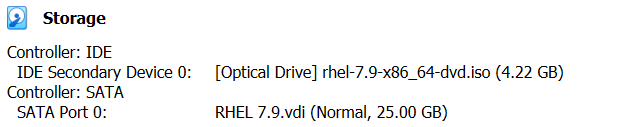 Storage
Controller: IDE
IDE Secondary Device 0: [Optical Drive] rhel-7.9-x86_64-dvd.iso (4.22 GB)
Controller: SATA
SATA Port 0: RHEL 7.9.vdi (Normal, 25.00 GB)